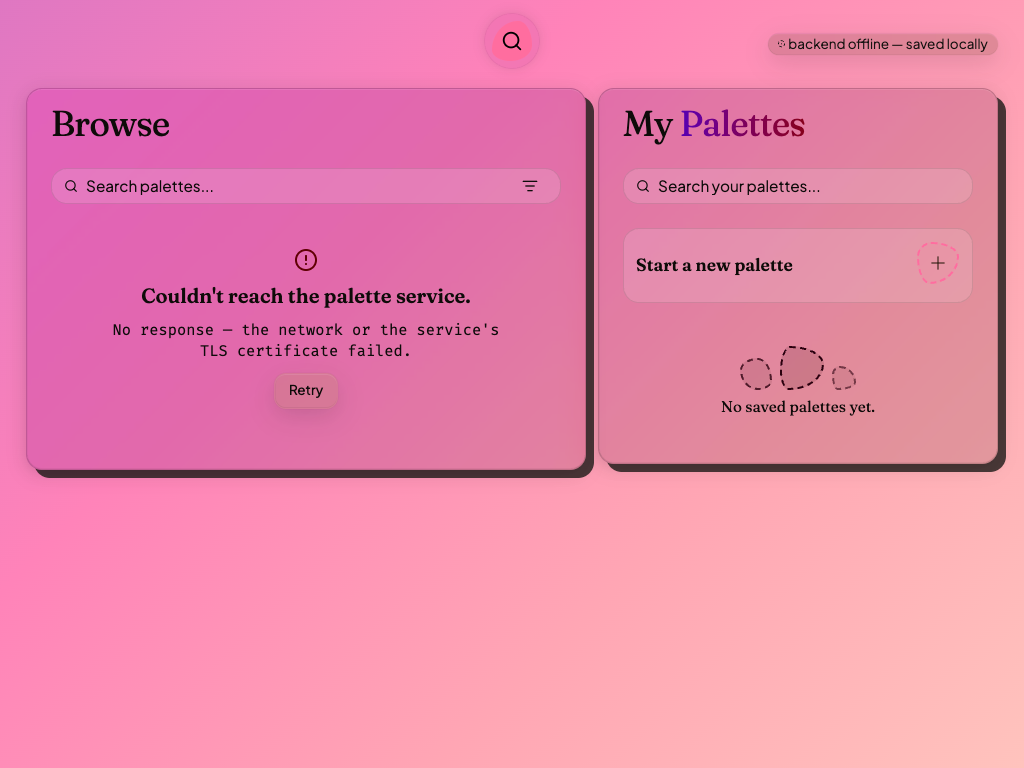 backend offline — saved locally
Browse
Search palettes...
Couldn't reach the palette service.
No response — the network or the service's
TLS certificate failed.
Retry
My Palettes
Search your palettes...
Start a new palette
No saved palettes yet.